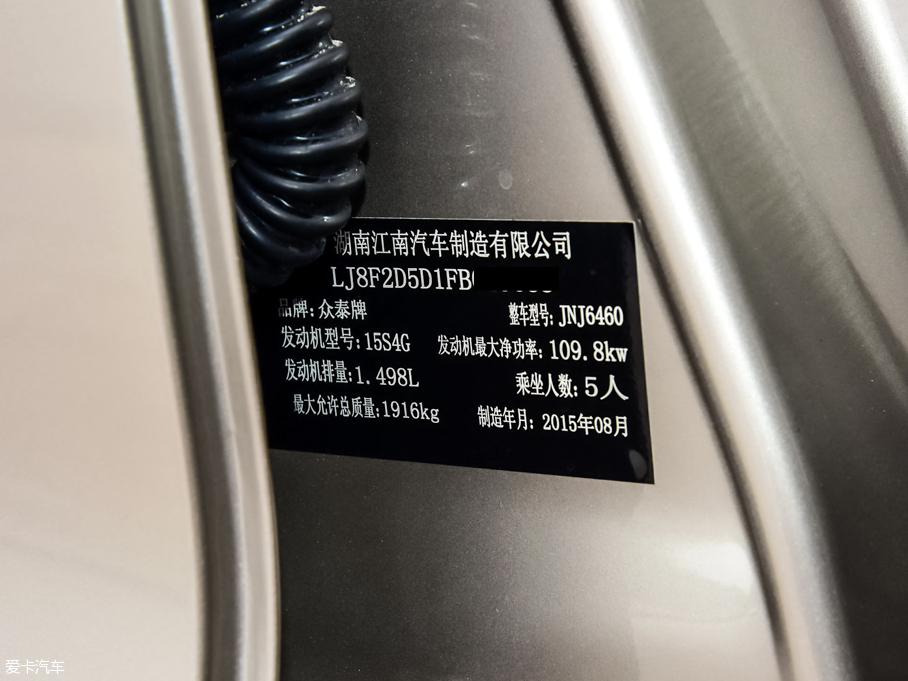 湖南江南汽车制造有限公司
LJ8F2D5D1FB
品牌:众泰牌 整车型号:JNJ6460
发动机型号:15S4G 发动机最大净功率:109.8kw
发动机排量:1.498L 乘坐人数:5人
最大允许总质量:1916kg 制造年月:2015年08月
爱卡汽车